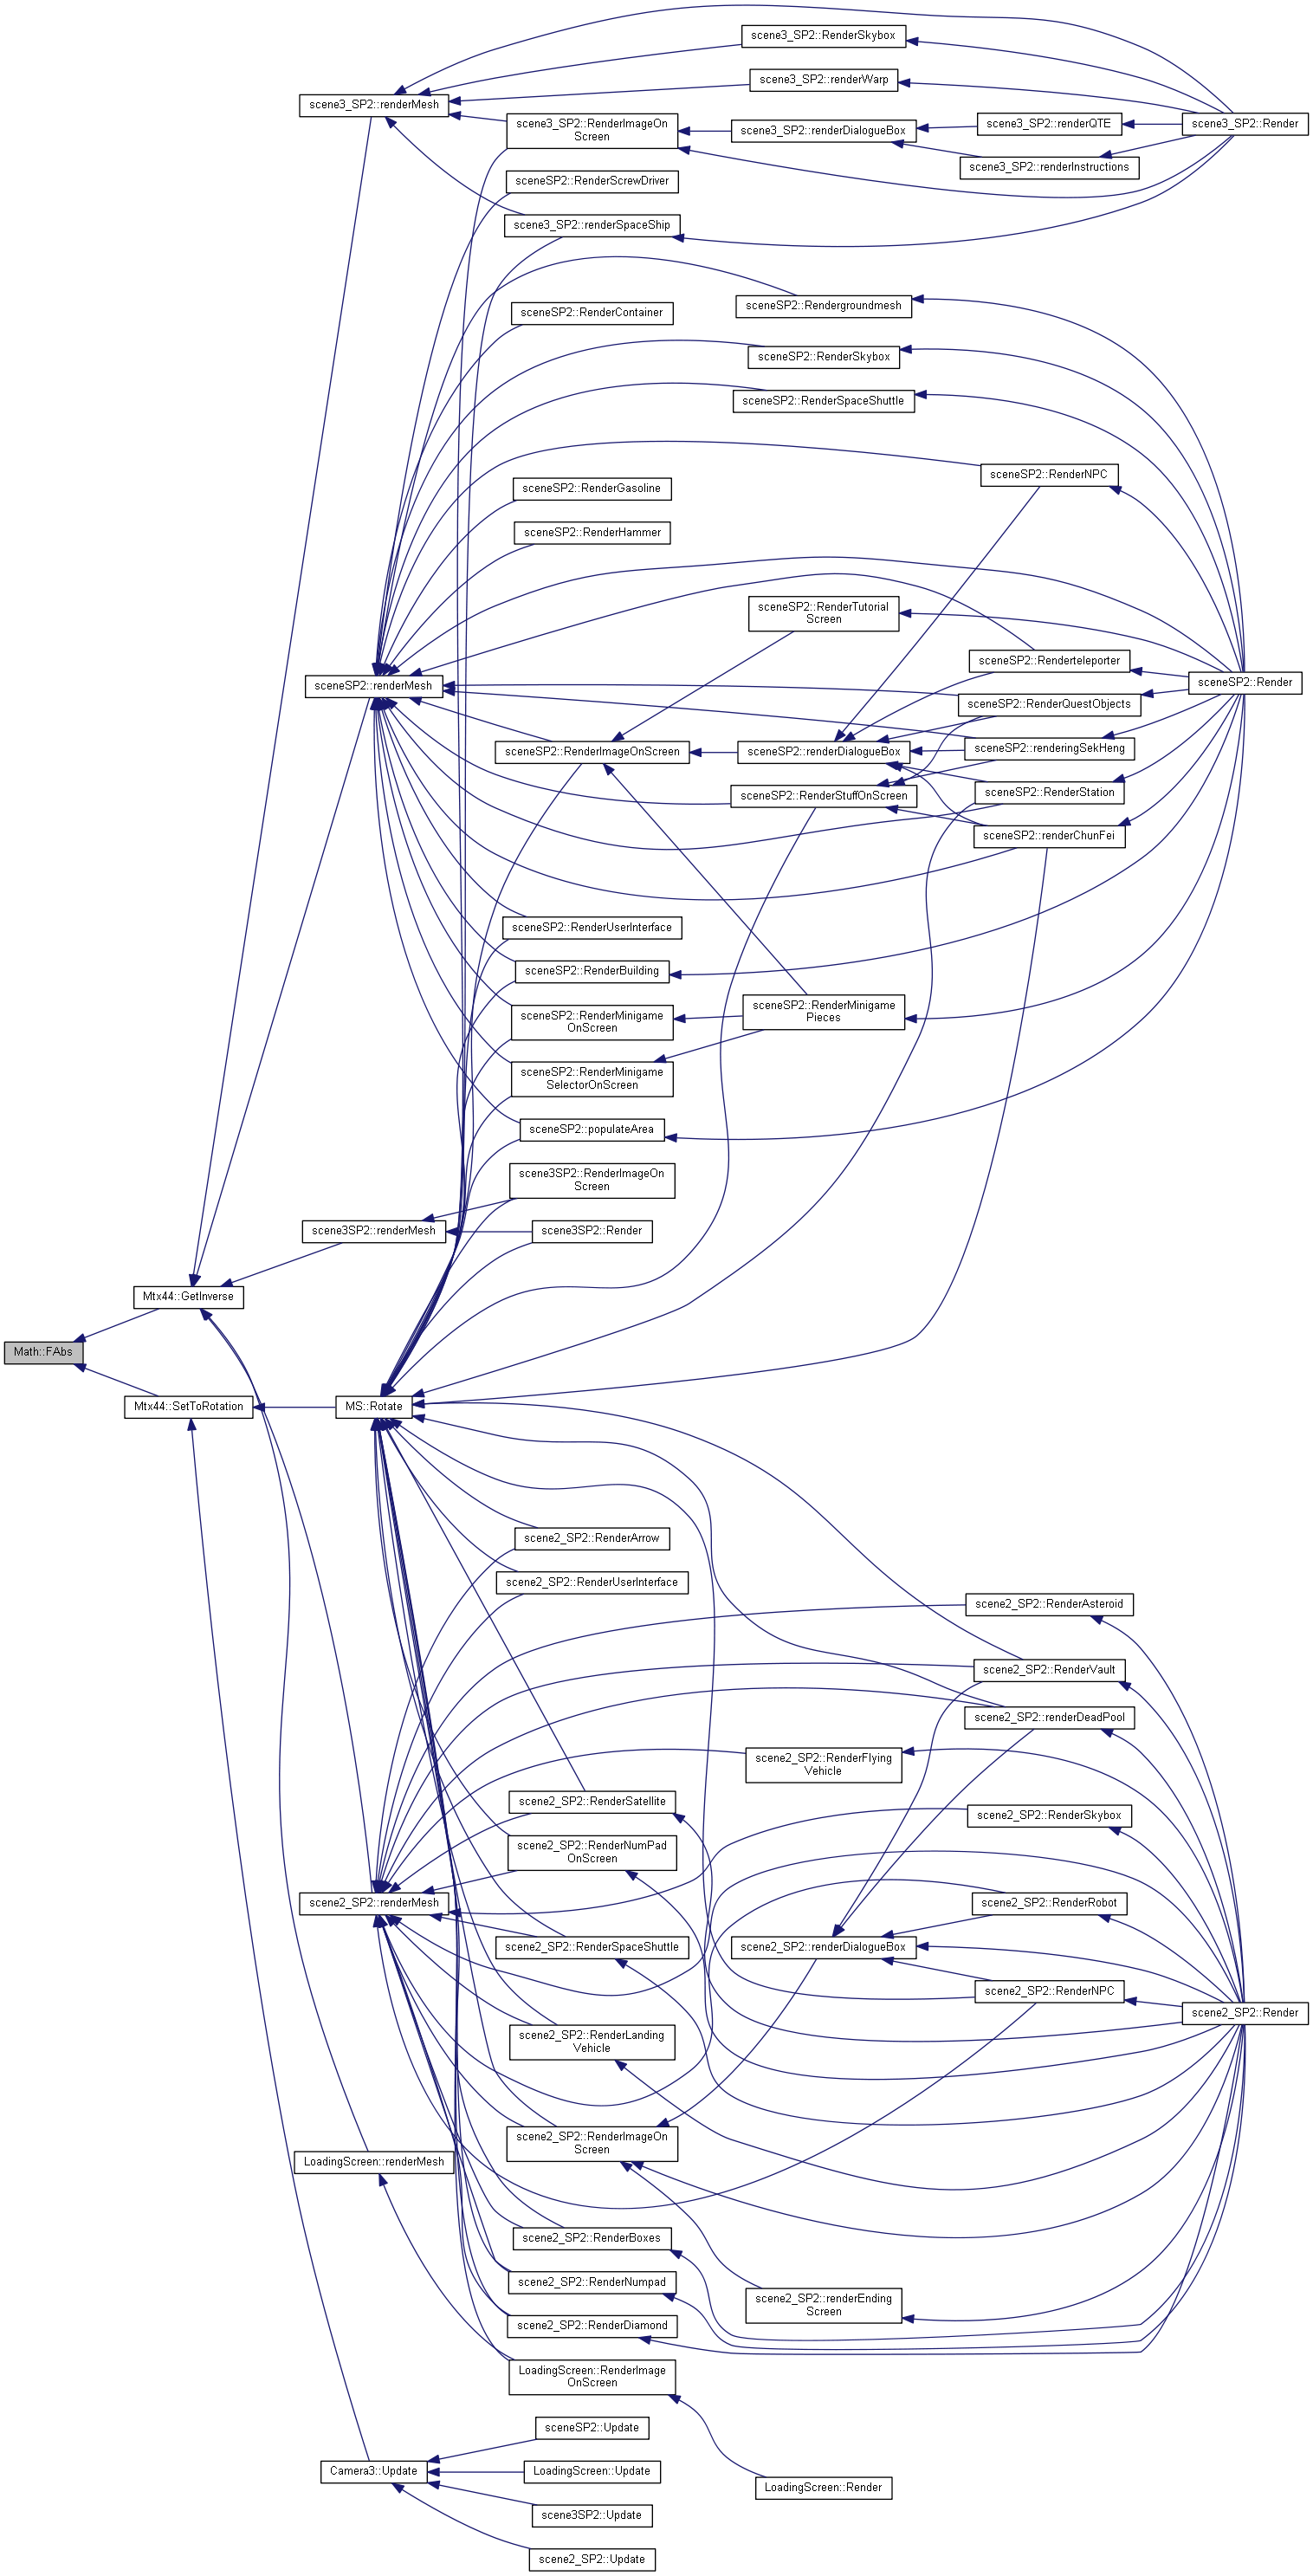 scene3_SP2::RenderSkybox
scene3_SP2::renderWarp
scene3_SP2::renderMesh
scene3_SP2::RenderImageOn
Screen
scene3_SP2::renderDialogueBox
scene3_SP2::renderQTE
scene3_SP2::Render
scene3_SP2::renderInstructions
sceneSP2::RenderScrewDriver
scene3_SP2::renderSpaceShip
sceneSP2::Rendergroundmesh
sceneSP2::RenderContainer
sceneSP2::RenderSkybox
sceneSP2::RenderSpaceShuttle
sceneSP2::RenderNPC
sceneSP2::RenderGasoline
sceneSP2::RenderHammer
sceneSP2::RenderTutorial
Screen
sceneSP2::Renderteleporter
sceneSP2::renderMesh
sceneSP2::Render
sceneSP2::RenderQuestObjects
sceneSP2::RenderImageOnScreen
sceneSP2::renderDialogueBox
sceneSP2::renderingSekHeng
sceneSP2::RenderStuffOnScreen
sceneSP2::RenderStation
sceneSP2::renderChunFei
sceneSP2::RenderUserInterface
sceneSP2::RenderBuilding
sceneSP2::RenderMinigame
OnScreen
sceneSP2::RenderMinigame
Pieces
sceneSP2::RenderMinigame
SelectorOnScreen
sceneSP2::populateArea
scene3SP2::RenderImageOn
Screen
scene3SP2::renderMesh
scene3SP2::Render
Mtx44::GetInverse
Math::FAbs
Mtx44::SetToRotation
MS::Rotate
scene2_SP2::RenderArrow
scene2_SP2::RenderUserInterface
scene2_SP2::RenderAsteroid
scene2_SP2::RenderVault
scene2_SP2::renderDeadPool
scene2_SP2::RenderFlying
Vehicle
scene2_SP2::RenderSatellite
scene2_SP2::RenderSkybox
scene2_SP2::RenderNumPad
OnScreen
scene2_SP2::renderMesh
scene2_SP2::RenderRobot
scene2_SP2::RenderSpaceShuttle
scene2_SP2::renderDialogueBox
scene2_SP2::RenderNPC
scene2_SP2::Render
scene2_SP2::RenderLanding
Vehicle
scene2_SP2::RenderImageOn
Screen
LoadingScreen::renderMesh
scene2_SP2::RenderBoxes
scene2_SP2::RenderNumpad
scene2_SP2::renderEnding
Screen
scene2_SP2::RenderDiamond
LoadingScreen::RenderImage
OnScreen
sceneSP2::Update
Camera3::Update
LoadingScreen::Update
LoadingScreen::Render
scene3SP2::Update
scene2_SP2::Update